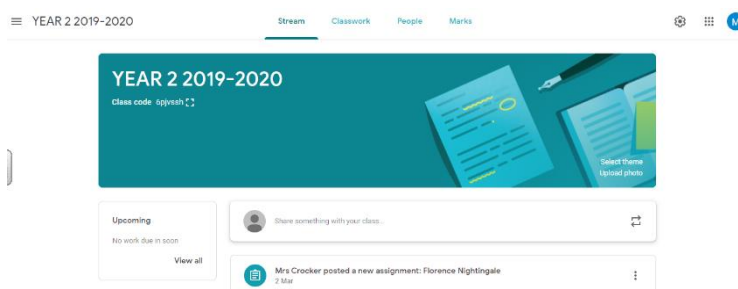 YEAR 2 2019-2020
Stream
Classwork
People
Marks
M
YEAR 2 2019-2020
Class code 6pjvssh
Select theme
Upload photo
Upcoming
No work due in soon
View all
Share something with your class...
Mrs Crocker posted a new assignment: Florence Nightingale
2 Mar